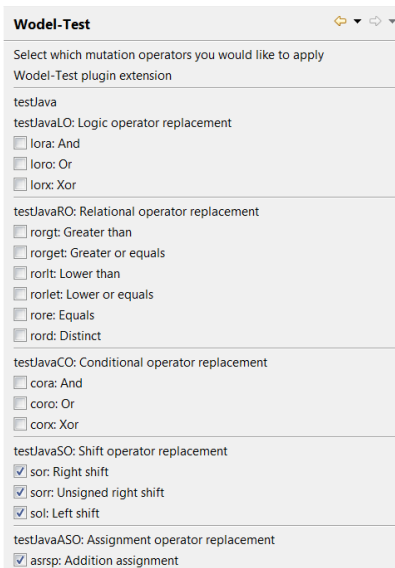 Wodel-Test
Select which mutation operators you would like to apply
Wodel-Test plugin extension
testJava
testJavaLO: Logic operator replacement
lora: And
loro: Or
lorx: Xor
testJavaRO: Relational operator replacement
rorgt: Greater than
rorget: Greater or equals
rorlt: Lower than
rorlet: Lower or equals
rore: Equals
rord: Distinct
testJavaCO: Conditional operator replacement
cora: And
coro: Or
corx: Xor
testJavaSO: Shift operator replacement
sor: Right shift
sorr: Unsigned right shift
sol: Left shift
testJavaASO: Assignment operator replacement
asrsp: Addition assignment